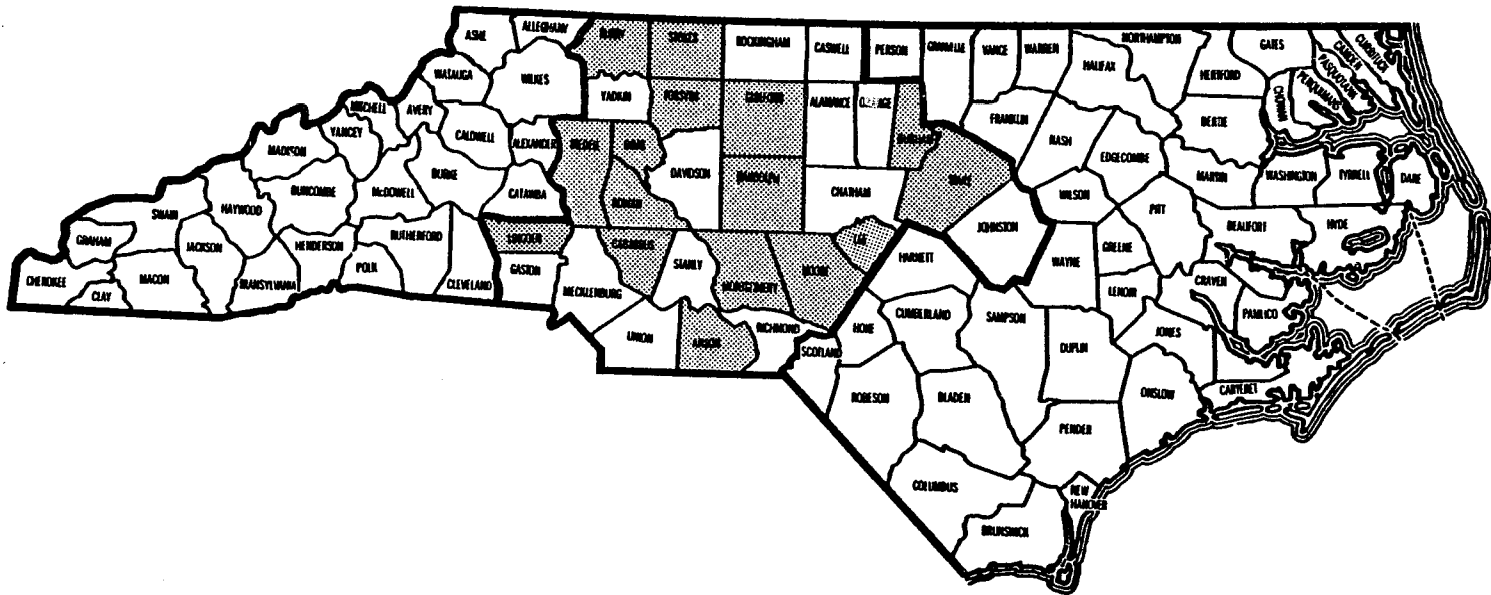 ASHE
ALLEGHANY
SURRY
STOKES
ROCKINGHAM
CASWELL
PERSON
GRANVILLE
VANCE
WARREN
NORTHAMPTON
GATES
CURRITUCK
CAMDEN
PASQUOTANK
PERQUIMANS
CHOWAN
HERTFORD
HALIFAX
WATAUGA
WILKES
YADKIN
FORSYTH
GUILFORD
ALAMANCE
ORANGE
DURHAM
FRANKLIN
NASH
BERTIE
MITCHELL
AVERY
YANCEY
CALDWELL
ALEXANDER
IREDELL
DAVIE
MADISON
BURKE
DAVIDSON
RANDOLPH
CHATHAM
WAKE
EDGECOMBE
MARTIN
WASHINGTON
TYRRELL
DARE
BUNCOMBE
McDOWELL
CATAWBA
ROWAN
WILSON
PITT
SWAIN
HAYWOOD
RUTHERFORD
LINCOLN
CABARRUS
STANLY
LEE
JOHNSTON
BEAUFORT
HYDE
GRAHAM
JACKSON
HENDERSON
GASTON
MONTGOMERY
MOORE
HARNETT
WAYNE
GREENE
CHEROKEE
CLAY
MACON
TRANSYLVANIA
POLK
CLEVELAND
MECKLENBURG
LENOIR
CRAVEN
PAMLICO
UNION
ANSON
RICHMOND
SCOTLAND
HOKE
CUMBERLAND
SAMPSON
DUPLIN
JONES
ONSLOW
CARTERET
ROBESON
BLADEN
PENDER
COLUMBUS
NEW
HANOVER
BRUNSWICK